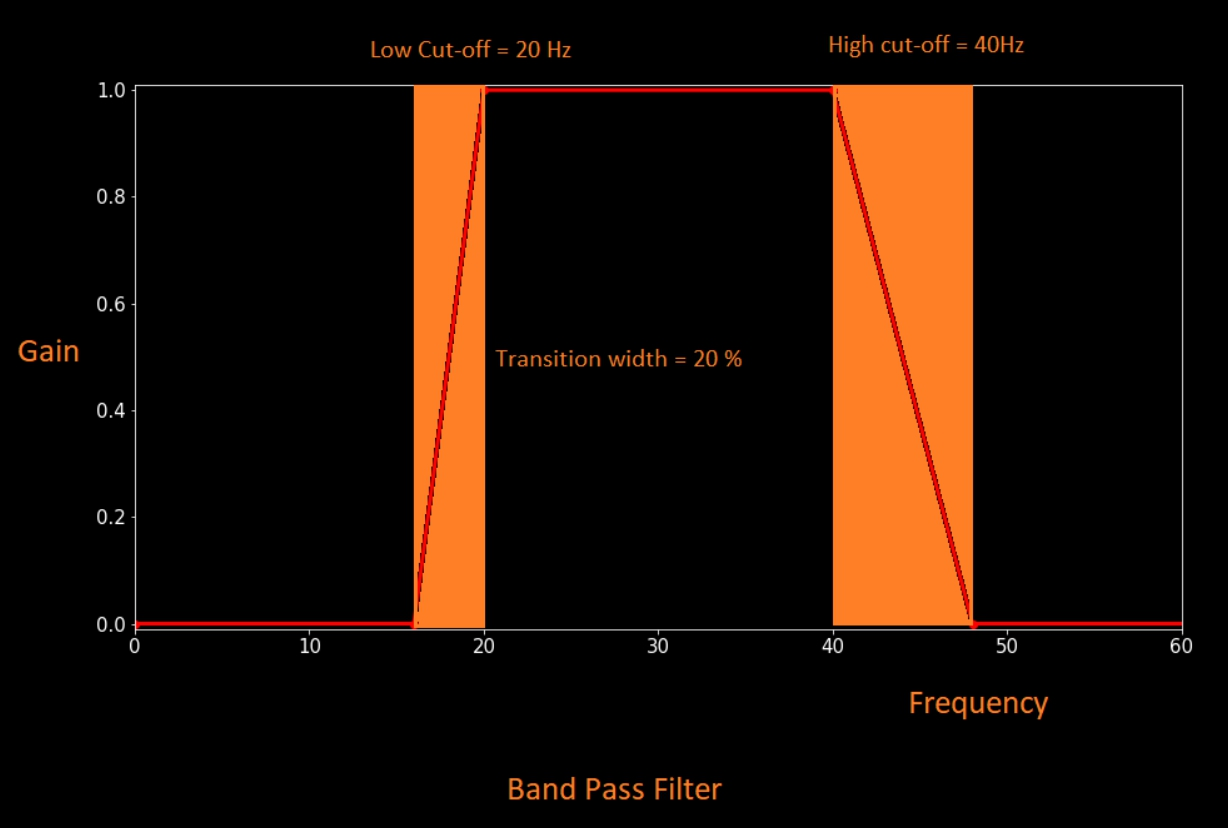 Low Cut-off = 20 Hz
High cut-off = 40Hz
1.0
0.8
0.6
Gain
Transition width = 20 %
0.4
0.2
0.0
0 10 20 30 40 50 60
Frequency
Band Pass Filter